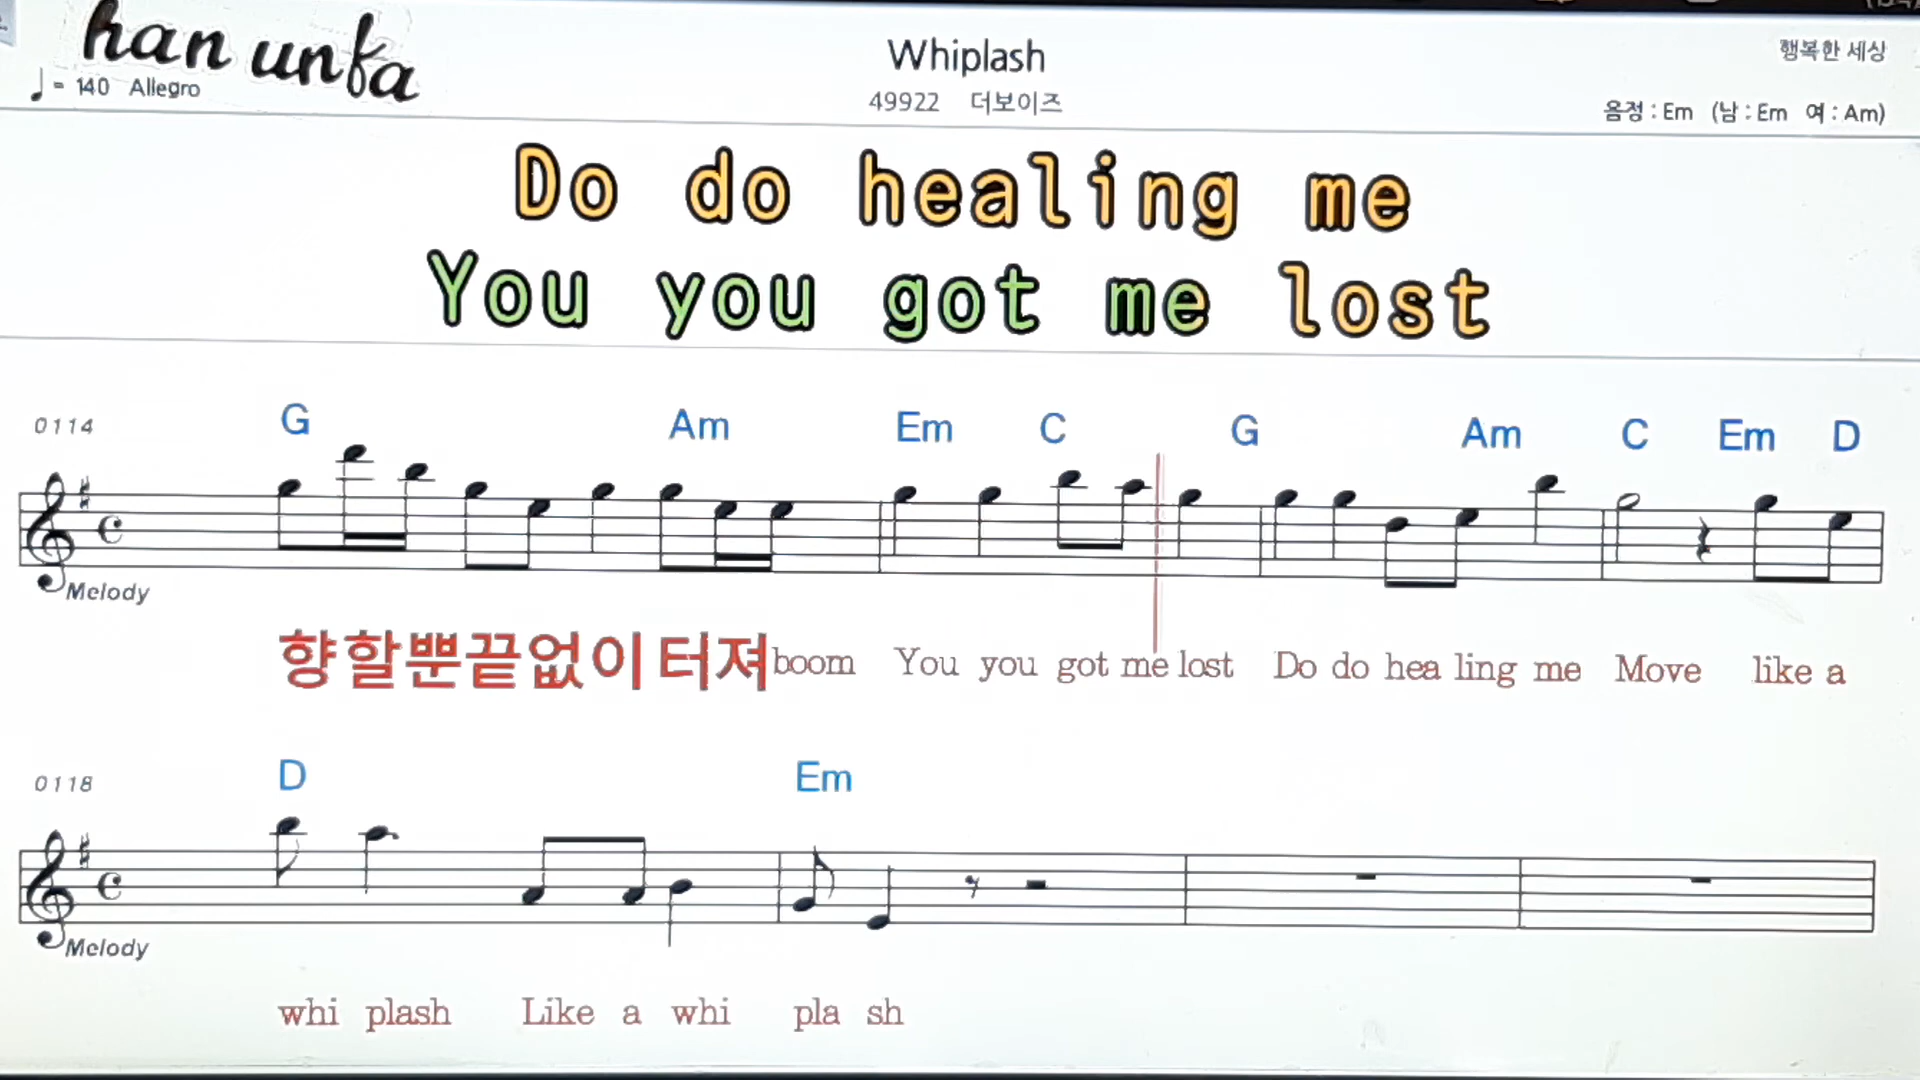 han unfa
♩= 140 Allegro
Whiplash
49922 더보이즈
행복한 세상
음정 : Em (남 : Em 여 : Am)
Do do healing me
You you got me lost
0114
G Am Em C G Am C Em D
Melody
향할뿐끝없이터져boom You you got me lost Do do hea ling me Move like a
0118
D Em
Melody
whi plash Like a whi pla sh